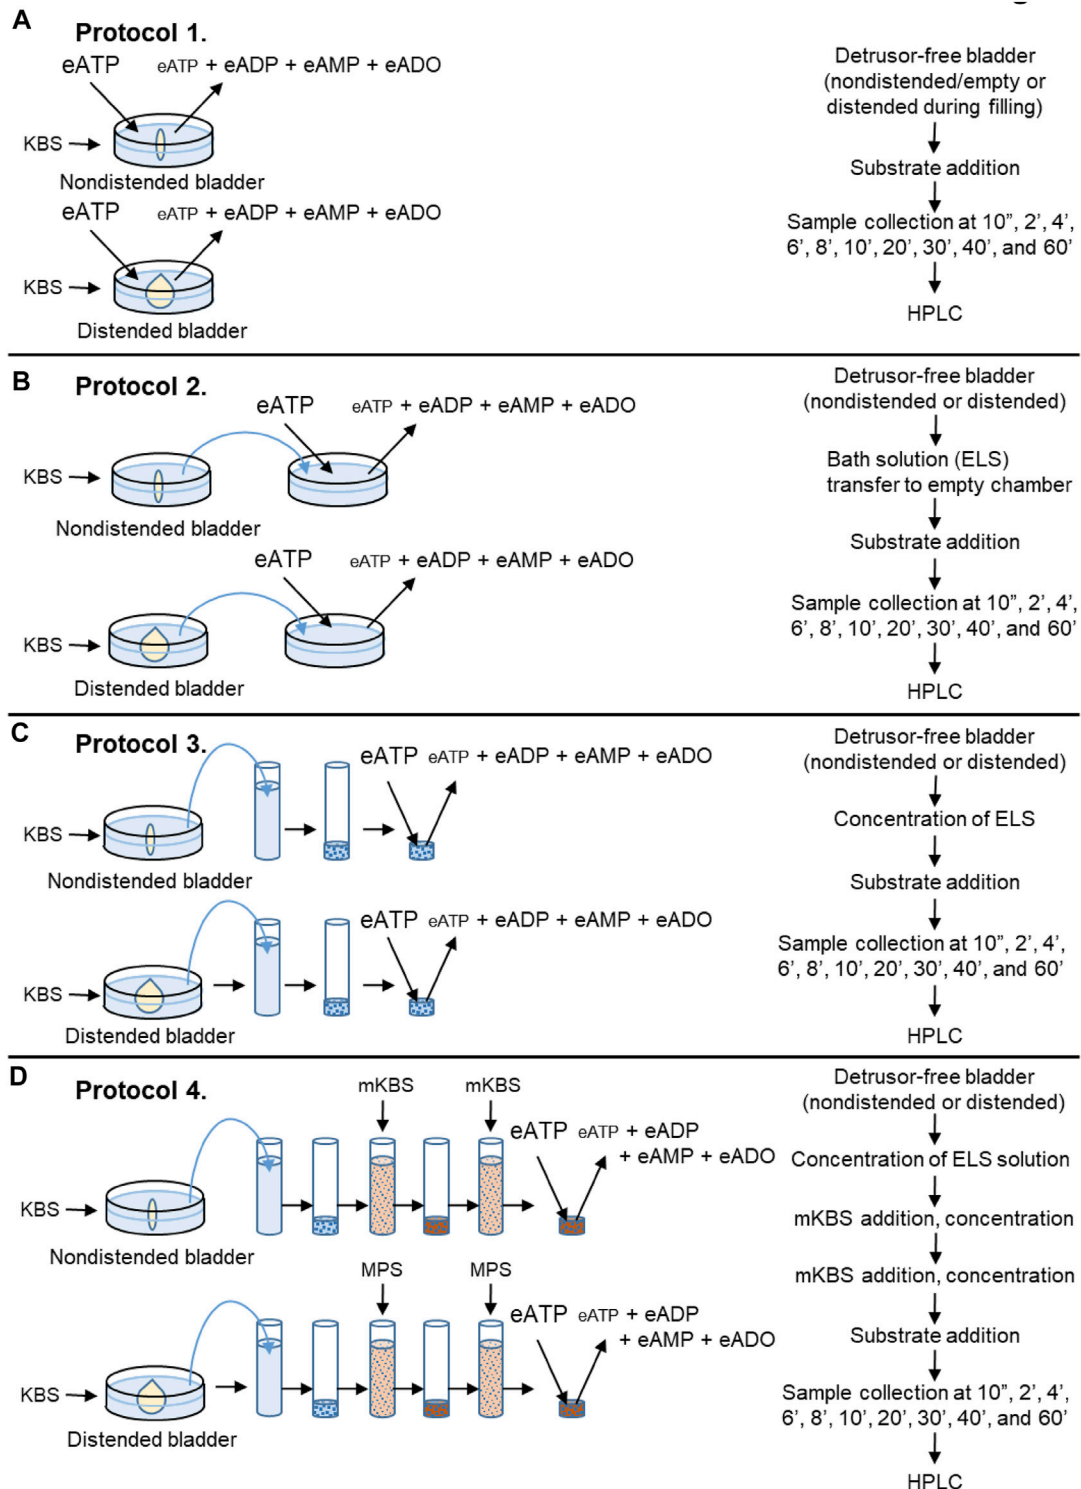 A
Protocol 1.
eATP
eATP + eADP + eAMP + eADO
KBS
Nondistended bladder
eATP
eATP + eADP + eAMP + eADO
KBS
Distended bladder
Detrusor-free bladder
(nondistended/empty or
distended during filling)
Substrate addition
Sample collection at 10”, 2’, 4’,
6’, 8’, 10’, 20’, 30’, 40’, and 60’
HPLC
B
Protocol 2.
eATP
eATP + eADP + eAMP + eADO
KBS
Nondistended bladder
eATP
eATP + eADP + eAMP + eADO
KBS
Distended bladder
Detrusor-free bladder
(nondistended or distended)
Bath solution (ELS)
transfer to empty chamber
Substrate addition
Sample collection at 10”, 2’, 4’,
6’, 8’, 10’, 20’, 30’, 40’, and 60’
HPLC
C
Protocol 3.
eATP
eATP + eADP + eAMP + eADO
KBS
Nondistended bladder
eATP
eATP + eADP + eAMP + eADO
KBS
Distended bladder
Detrusor-free bladder
(nondistended or distended)
Concentration of ELS
Substrate addition
Sample collection at 10”, 2’, 4’,
6’, 8’, 10’, 20’, 30’, 40’, and 60’
HPLC
D
Protocol 4.
mKBS
mKBS
eATP
eATP + eADP
+ eAMP + eADO
KBS
Nondistended bladder
MPS
MPS
eATP
eATP + eADP
+ eAMP + eADO
KBS
Distended bladder
Detrusor-free bladder
(nondistended or distended)
Concentration of ELS solution
mKBS addition, concentration
mKBS addition, concentration
Substrate addition
Sample collection at 10”, 2’, 4’,
6’, 8’, 10’, 20’, 30’, 40’, and 60’
HPLC